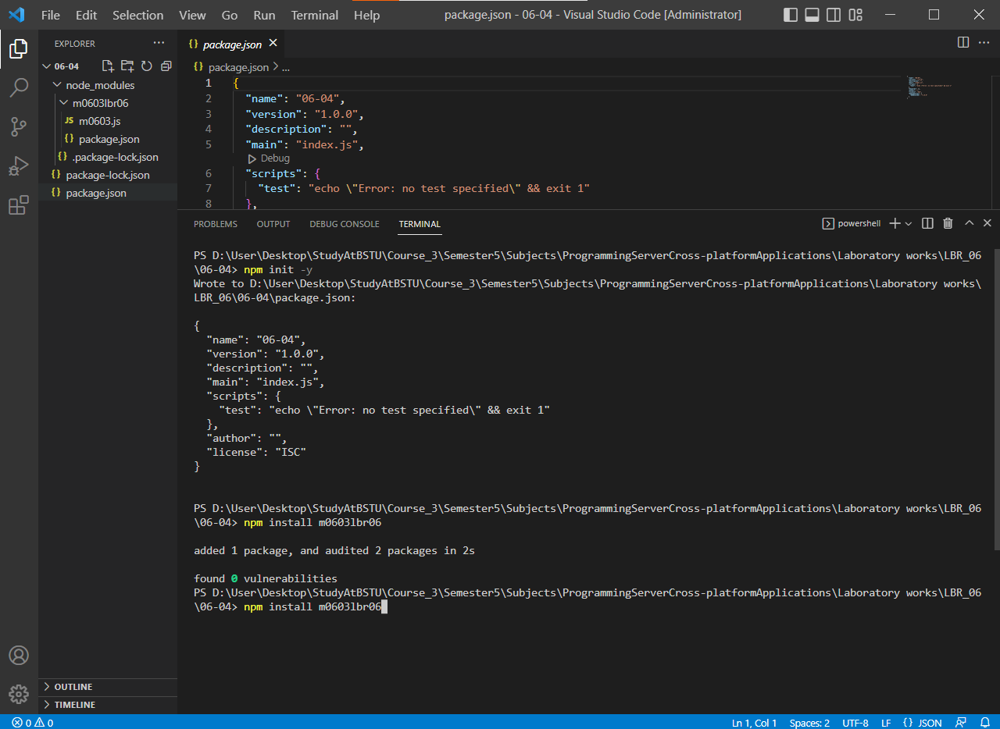 File Edit Selection View Go Run Terminal Help package.json - 06-04 - Visual Studio Code [Administrator]
EXPLORER ...
06-04
node_modules
m0603lbr06
JS m0603.js
{} package.json
{} .package-lock.json
{} package-lock.json
{} package.json
OUTLINE
TIMELINE
{} package.json
{} package.json > ...
1 {
2 "name": "06-04",
3 "version": "1.0.0",
4 "description": "",
5 "main": "index.js",
Debug
6 "scripts": {
7 "test": "echo \"Error: no test specified\" && exit 1"
8 },
PROBLEMS OUTPUT DEBUG CONSOLE TERMINAL powershell
PS D:\User\Desktop\StudyAtBSTU\Course_3\Semester5\Subjects\ProgrammingServerCross-platformApplications\Laboratory works\LBR_06
\06-04> npm init -y
Wrote to D:\User\Desktop\StudyAtBSTU\Course_3\Semester5\Subjects\ProgrammingServerCross-platformApplications\Laboratory works\
LBR_06\06-04\package.json:
{
"name": "06-04",
"version": "1.0.0",
"description": "",
"main": "index.js",
"scripts": {
"test": "echo \"Error: no test specified\" && exit 1"
},
"author": "",
"license": "ISC"
}
PS D:\User\Desktop\StudyAtBSTU\Course_3\Semester5\Subjects\ProgrammingServerCross-platformApplications\Laboratory works\LBR_06
\06-04> npm install m0603lbr06
added 1 package, and audited 2 packages in 2s
found 0 vulnerabilities
PS D:\User\Desktop\StudyAtBSTU\Course_3\Semester5\Subjects\ProgrammingServerCross-platformApplications\Laboratory works\LBR_06
\06-04> npm install m0603lbr06
0 0 Ln 1, Col 1 Spaces: 2 UTF-8 LF {} JSON